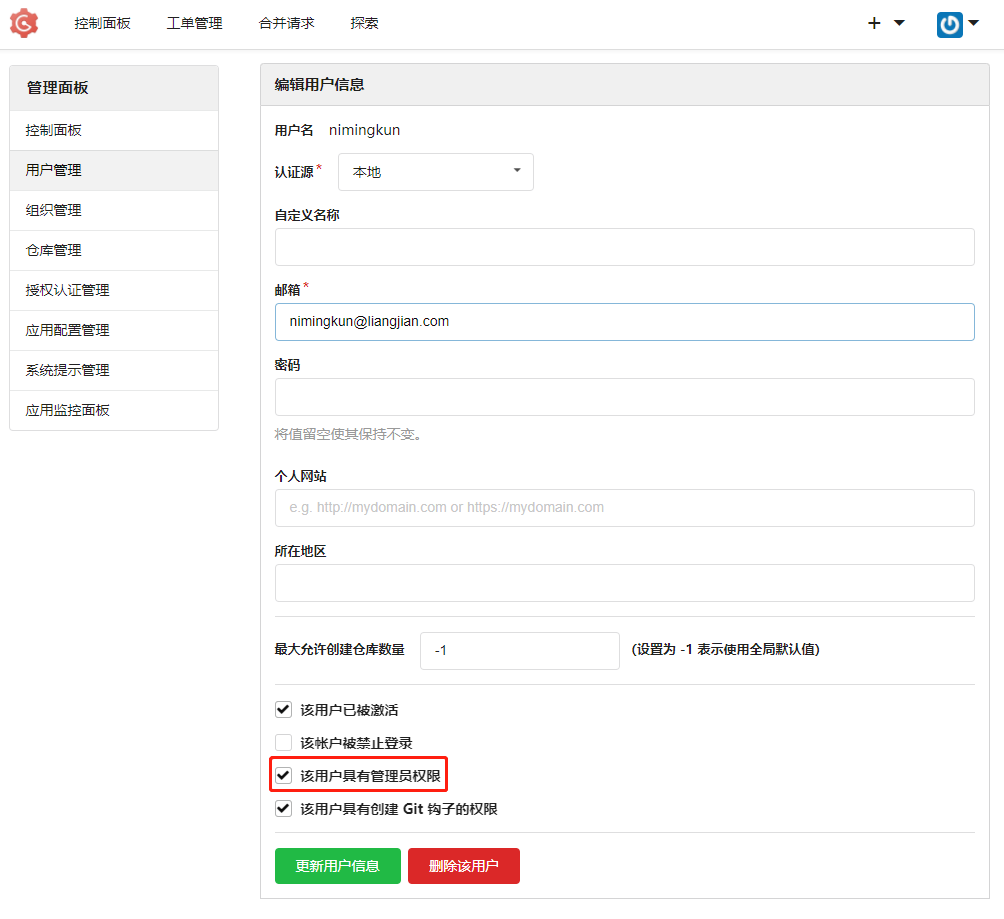 控制面板 工单管理 合并请求 探索
管理面板
控制面板
用户管理
组织管理
仓库管理
授权认证管理
应用配置管理
系统提示管理
应用监控面板
编辑用户信息
用户名 nimingkun
认证源* 本地
自定义名称
邮箱*
nimingkun@liangjian.com
密码
将值留空使其保持不变。
个人网站
e.g. http://mydomain.com or https://mydomain.com
所在地区
最大允许创建仓库数量 -1 (设置为 -1 表示使用全局默认值)
该用户已被激活
该帐户被禁止登录
该用户具有管理员权限
该用户具有创建 Git 钩子的权限
更新用户信息 删除该用户